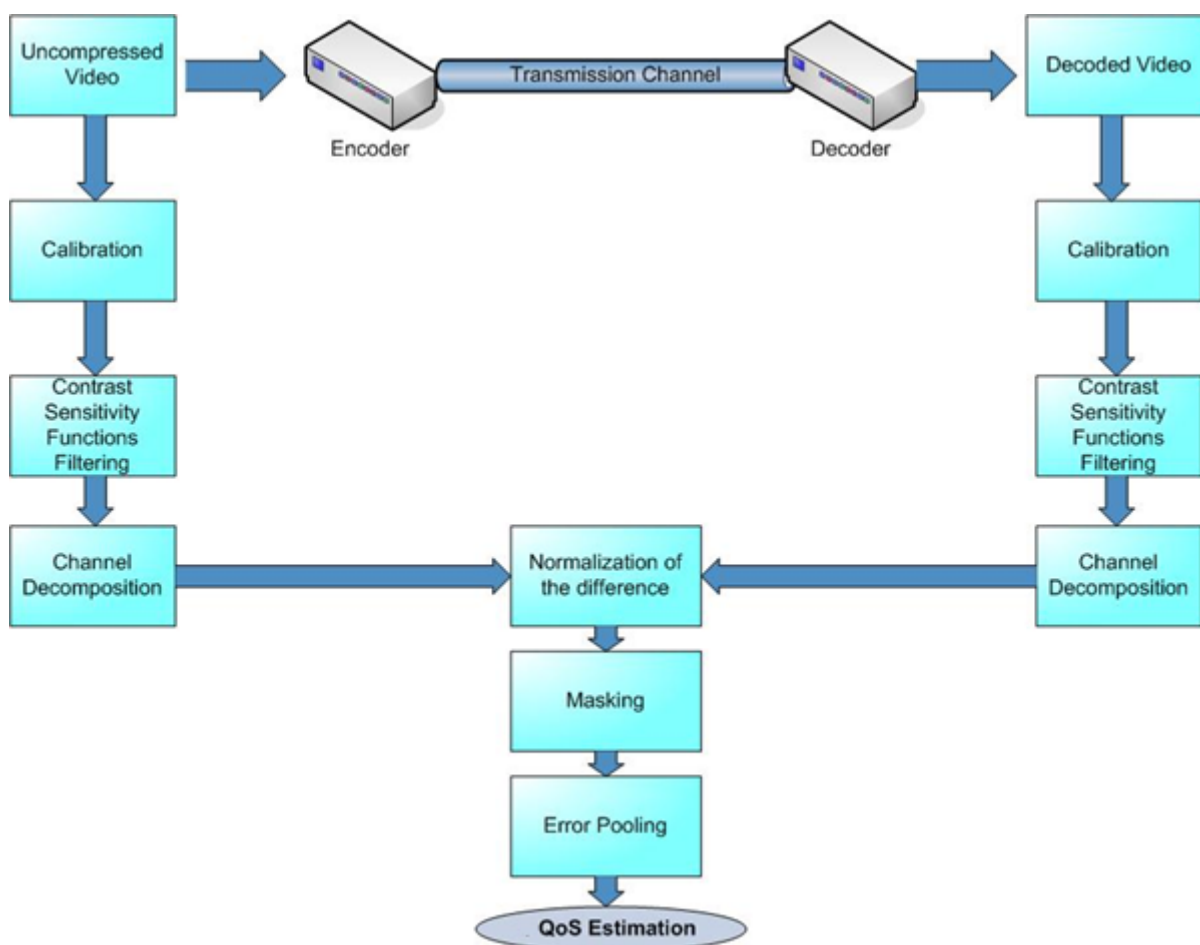 Uncompressed
Video
Transmission Channel
Decoded Video
Encoder
Decoder
Calibration
Calibration
Contrast
Sensitivity
Functions
Filtering
Contrast
Sensitivity
Functions
Filtering
Channel
Decomposition
Normalization of
the difference
Channel
Decomposition
Masking
Error Pooling
QoS Estimation